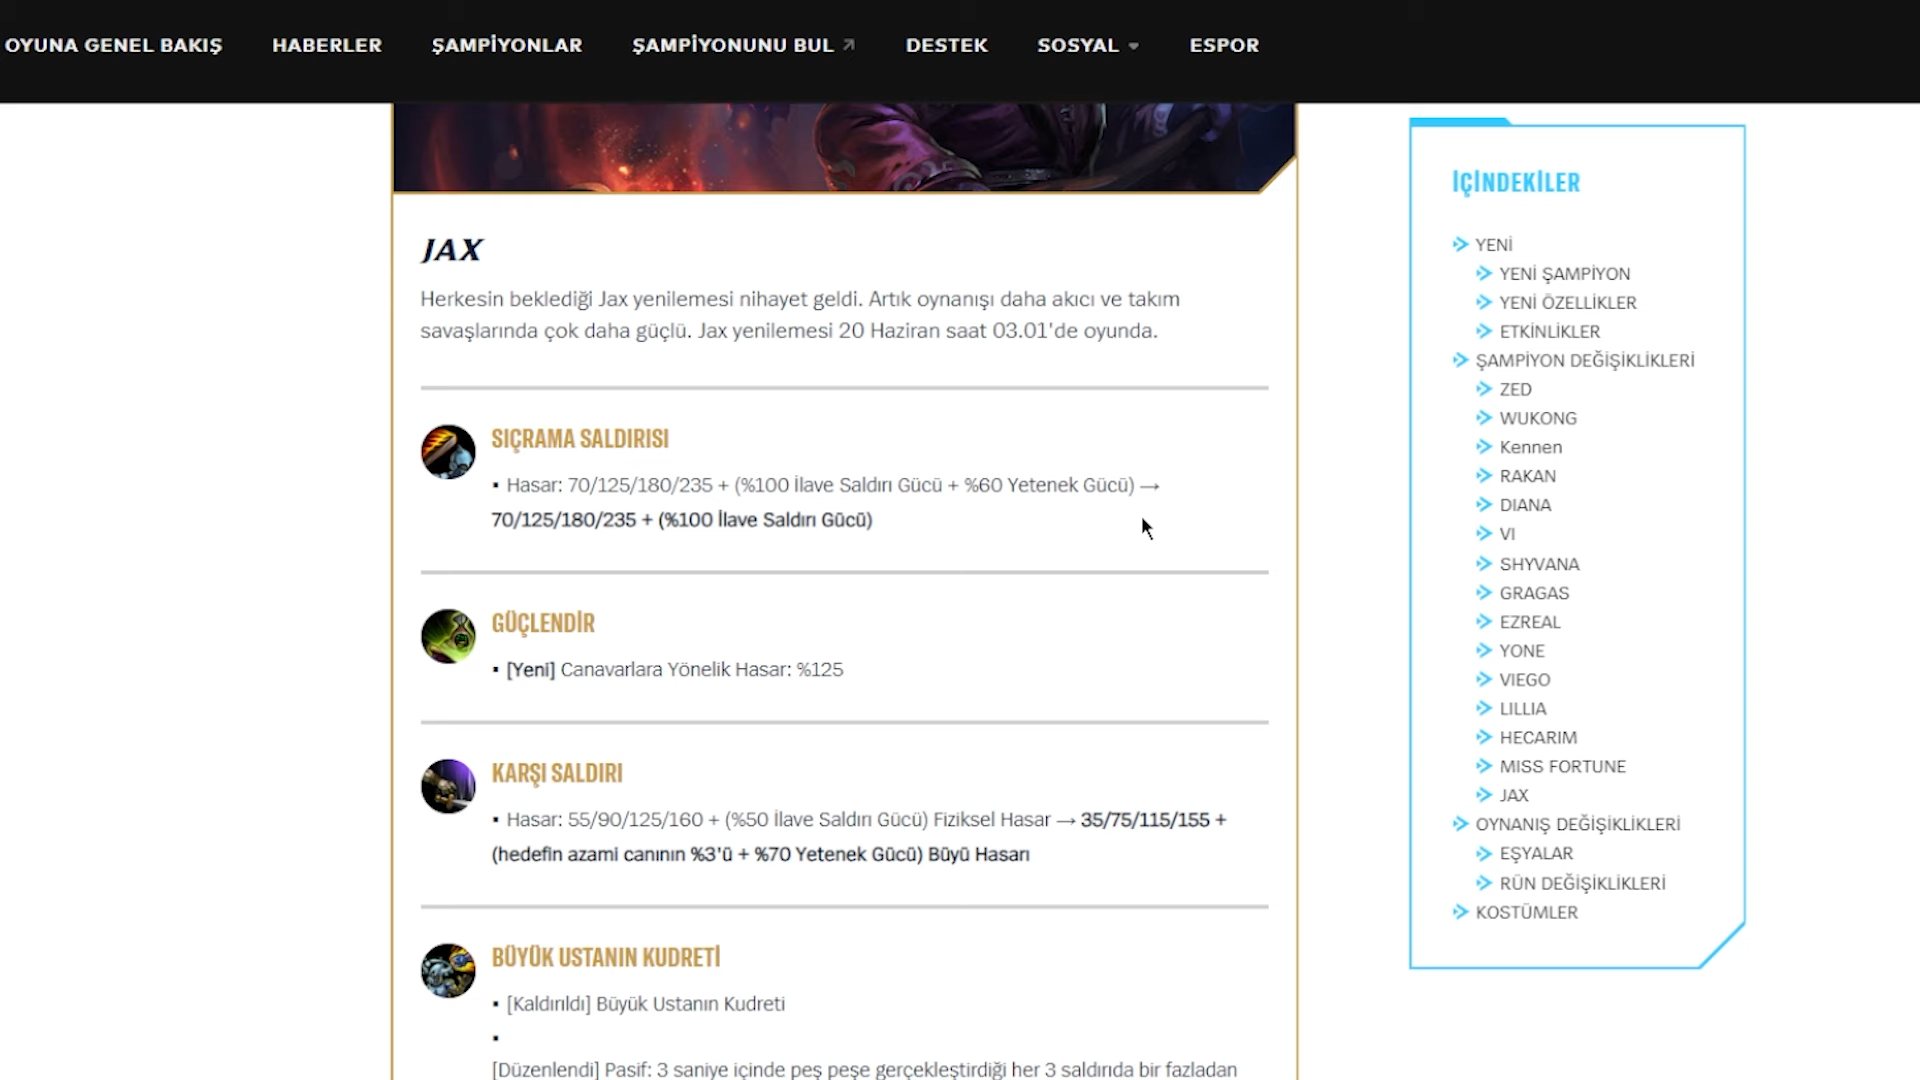 OYUNA GENEL BAKIŞ HABERLER ŞAMPİYONLAR ŞAMPİYONUNU BUL DESTEK SOSYAL ESPOR
JAX
Herkesin beklediği Jax yenilemesi nihayet geldi. Artık oynanışı daha akıcı ve takım
savaşlarında çok daha güçlü. Jax yenilemesi 20 Haziran saat 03.01'de oyunda.
SIÇRAMA SALDIRISI
▪ Hasar: 70/125/180/235 + (%100 İlave Saldırı Gücü + %60 Yetenek Gücü) →
70/125/180/235 + (%100 İlave Saldırı Gücü)
GÜÇLENDİR
▪ [Yeni] Canavarlara Yönelik Hasar: %125
KARŞI SALDIRI
▪ Hasar: 55/90/125/160 + (%50 İlave Saldırı Gücü) Fiziksel Hasar → 35/75/115/155 +
(hedefin azami canının %3'ü + %70 Yetenek Gücü) Büyü Hasarı
BÜYÜK USTANIN KUDRETİ
▪ [Kaldırıldı] Büyük Ustanın Kudreti
▪
[Düzenlendi] Pasif: 3 saniye içinde peş peşe gerçekleştirdiği her 3 saldırıda bir fazladan
İÇİNDEKİLER
YENİ
YENİ ŞAMPİYON
YENİ ÖZELLİKLER
ETKİNLİKLER
ŞAMPİYON DEĞİŞİKLİKLERİ
ZED
WUKONG
Kennen
RAKAN
DIANA
VI
SHYVANA
GRAGAS
EZREAL
YONE
VIEGO
LILLIA
HECARIM
MISS FORTUNE
JAX
OYNANIŞ DEĞİŞİKLİKLERİ
EŞYALAR
RÜN DEĞİŞİKLİKLERİ
KOSTÜMLER